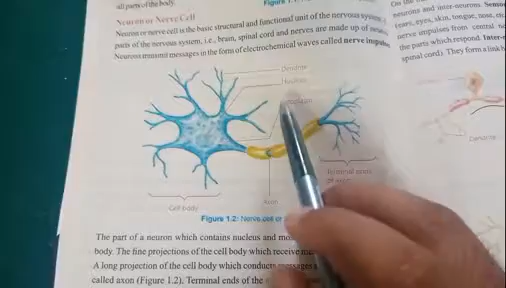 all parts of the body.
Neuron or Nerve Cell
Neuron or nerve cell is the basic structural and functional unit of the nervous system.
parts of the nervous system, i.e., brain, spinal cord and nerves are made up of
Neurons transmit messages in the form of electrochemical waves called nerve impulses
Dendrite
Nucleus
Axon
Terminal ends
of axon
Cell body
Figure 1.2: Nerve cell or
The part of a neuron which contains nucleus and
body. The fine projections of the cell body which receive
A long projection of the cell body which conducts messages
called axon (Figure 1.2). Terminal ends of the
neurons and inter-neurons.
(ears, eyes, skin, tongue, nose, etc.
nerve impulses from central
the parts which respond. Inter-
spinal cord). They form a link
Dendrite